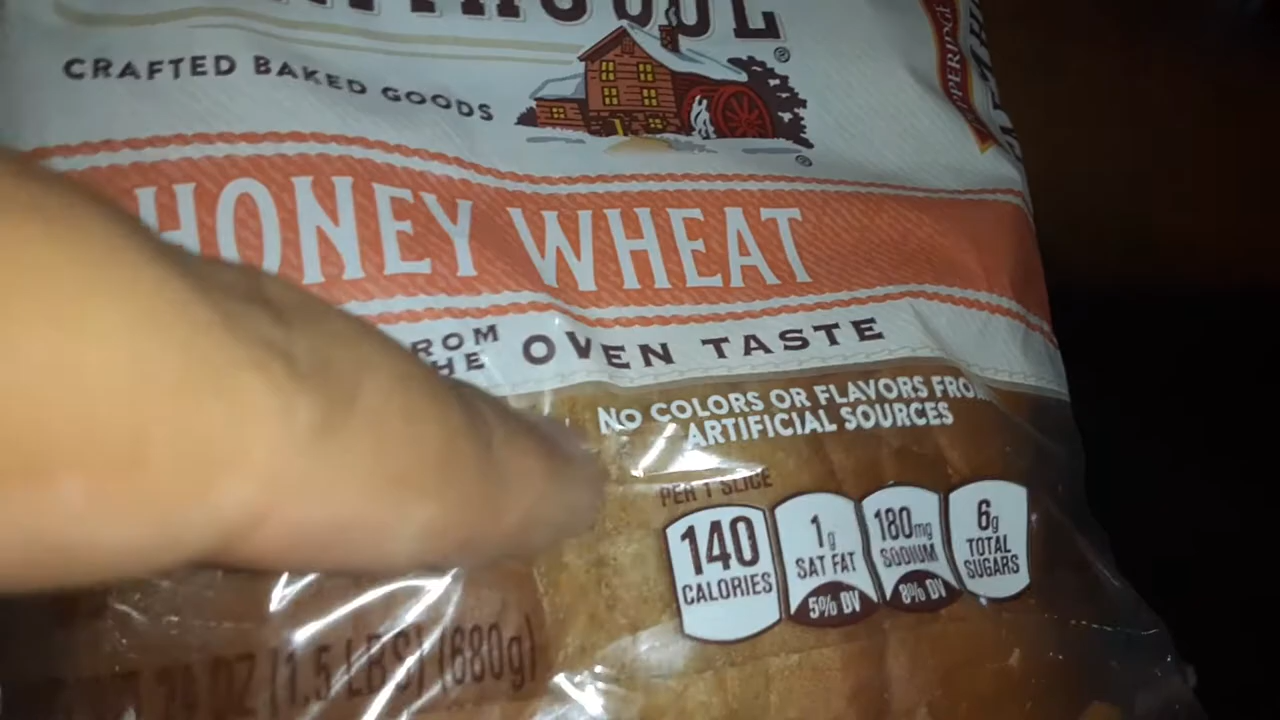 CRAFTED BAKED GOODS
HONEY WHEAT
OVEN TASTE
NO COLORS OR FLAVORS
ARTIFICIAL SOURCES
PER 1 SLICE
140
CALORIES
1g
SAT FAT
5% DV
180mg
SODIUM
8% DV
6g
TOTAL
SUGARS
OZ (1.5 LBS) (680g)